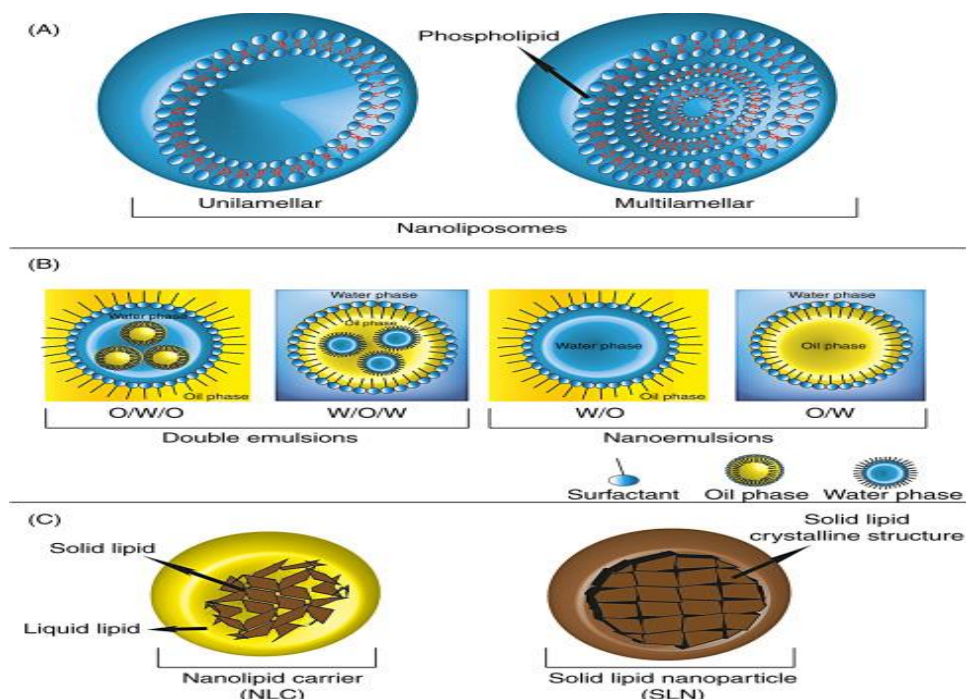 (A)
Phospholipid
Unilamellar
Multilamellar
Nanoliposomes
(B)
Water phase
Oil phase
O/W/O
Water phase
Oil phase
W/O/W
Water phase
Oil phase
W/O
Water phase
Oil phase
O/W
Double emulsions
Nanoemulsions
Surfactant
Oil phase
Water phase
(C)
Solid lipid
Liquid lipid
Nanolipid carrier
(NLC)
Solid lipid
crystalline structure
Solid lipid nanoparticle
(SLN)